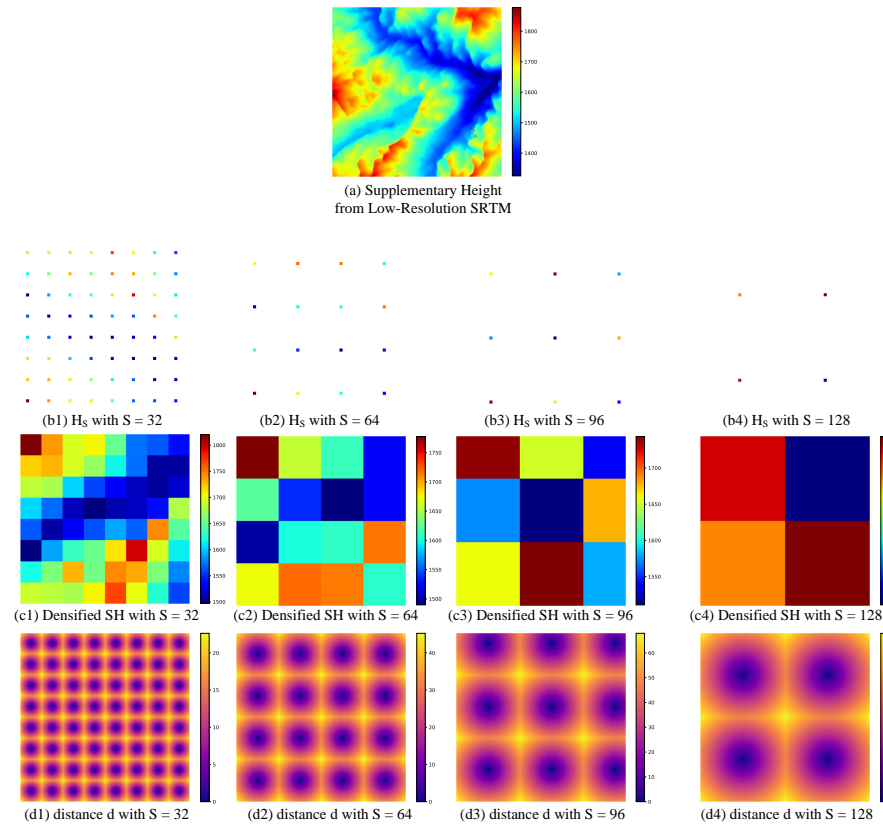 1800
1700
1600
1500
1400
(a) Supplementary Height
from Low-Resolution SRTM
(b1) HS with S = 32
(b2) HS with S = 64
(b3) HS with S = 96
(b4) HS with S = 128
1800
1750
1700
1650
1600
1550
1500
1750
1700
1650
1600
1550
1500
1700
1650
1600
1550
(c1) Densified SH with S = 32
(c2) Densified SH with S = 64
(c3) Densified SH with S = 96
(c4) Densified SH with S = 128
20
15
10
5
0
40
30
20
10
0
60
50
40
30
20
10
0
(d1) distance d with S = 32
(d2) distance d with S = 64
(d3) distance d with S = 96
(d4) distance d with S = 128